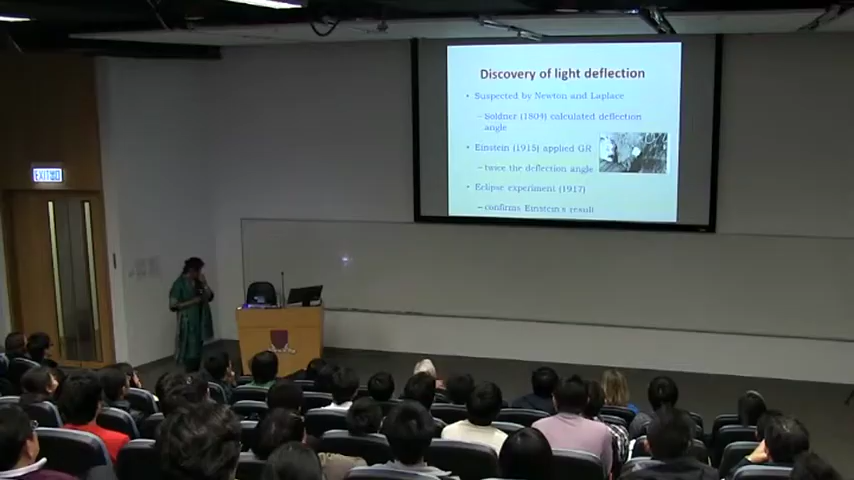 Discovery of light deflection
• Suspected by Newton and Laplace
– Soldner (1804) calculated deflection
angle
• Einstein (1915) applied GR
– twice the deflection angle
• Eclipse experiment (1917)
– confirms Einstein's result
EXIT